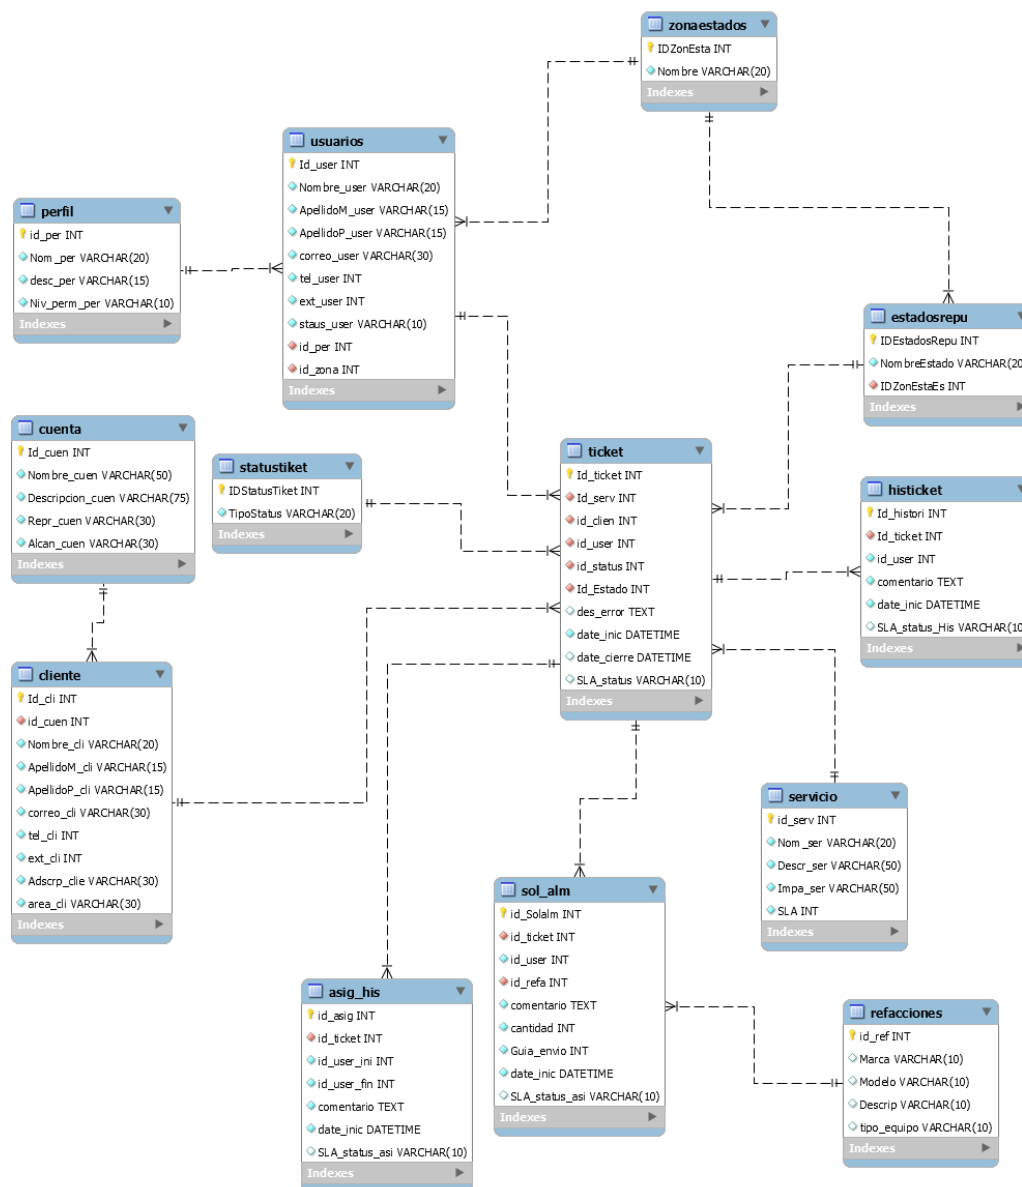 zonaestados
IDZonEsta INT
Nombre VARCHAR(20)
Indexes
usuarios
Id_user INT
Nombre_user VARCHAR(20)
ApellidoM_user VARCHAR(15)
ApellidoP_user VARCHAR(15)
correo_user VARCHAR(30)
tel_user INT
ext_user INT
staus_user VARCHAR(10)
id_per INT
id_zona INT
Indexes
perfil
id_per INT
Nom_per VARCHAR(20)
desc_per VARCHAR(15)
Niv_perm_per VARCHAR(10)
Indexes
estadosrepu
IDEstadosRepu INT
NombreEstado VARCHAR(20
IDZonEstaEs INT
Indexes
cuenta
Id_cuen INT
Nombre_cuen VARCHAR(50)
Descripcion_cuen VARCHAR(75)
Repr_cuen VARCHAR(30)
Alcan_cuen VARCHAR(30)
Indexes
statustiket
IDStatusTiket INT
TipoStatus VARCHAR(20)
Indexes
ticket
Id_ticket INT
Id_serv INT
id_clien INT
id_user INT
id_status INT
Id_Estado INT
des_error TEXT
date_inic DATETIME
date_cierre DATETIME
SLA_status VARCHAR(10)
Indexes
histicket
Id_histori INT
Id_ticket INT
id_user INT
comentario TEXT
date_inic DATETIME
SLA_status_His VARCHAR(10
Indexes
cliente
Id_cli INT
id_cuen INT
Nombre_cli VARCHAR(20)
ApellidoM_cli VARCHAR(15)
ApellidoP_cli VARCHAR(15)
correo_cli VARCHAR(30)
tel_cli INT
ext_cli INT
Adscrp_clie VARCHAR(30)
area_cli VARCHAR(30)
Indexes
servicio
id_serv INT
Nom_ser VARCHAR(20)
Descr_ser VARCHAR(50)
Impa_ser VARCHAR(50)
SLA INT
Indexes
sol_alm
id_Solalm INT
id_ticket INT
id_user INT
id_refa INT
comentario TEXT
cantidad INT
Guia_envio INT
date_inic DATETIME
SLA_status_asi VARCHAR(10)
Indexes
asig_his
id_asig INT
id_ticket INT
id_user_ini INT
id_user_fin INT
comentario TEXT
date_inic DATETIME
SLA_status_asi VARCHAR(10)
Indexes
refacciones
id_ref INT
Marca VARCHAR(10)
Modelo VARCHAR(10)
Descrip VARCHAR(10)
tipo_equipo VARCHAR(10)
Indexes